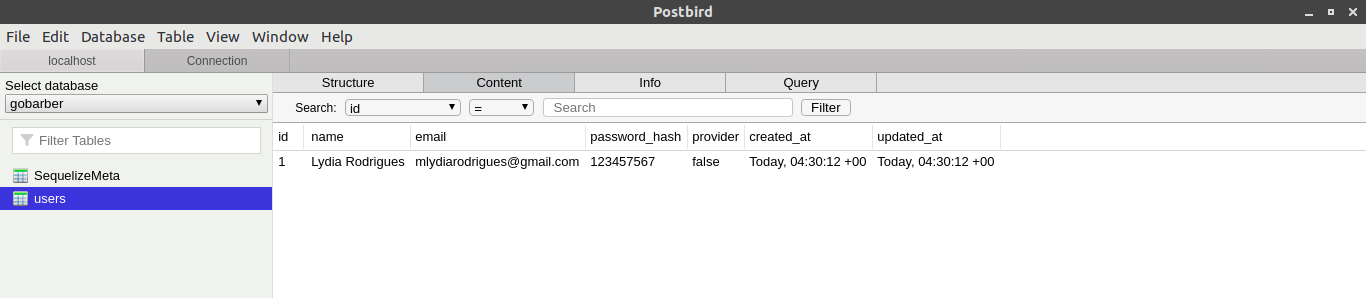 Postbird
File Edit Database Table View Window Help
localhost Connection
Select database
gobarber
Filter Tables
SequelizeMeta
users
Structure Content Info Query
Search: id = Search Filter
id name email password_hash provider created_at updated_at
1 Lydia Rodrigues mlydiarodrigues@gmail.com 123457567 false Today, 04:30:12 +00 Today, 04:30:12 +00